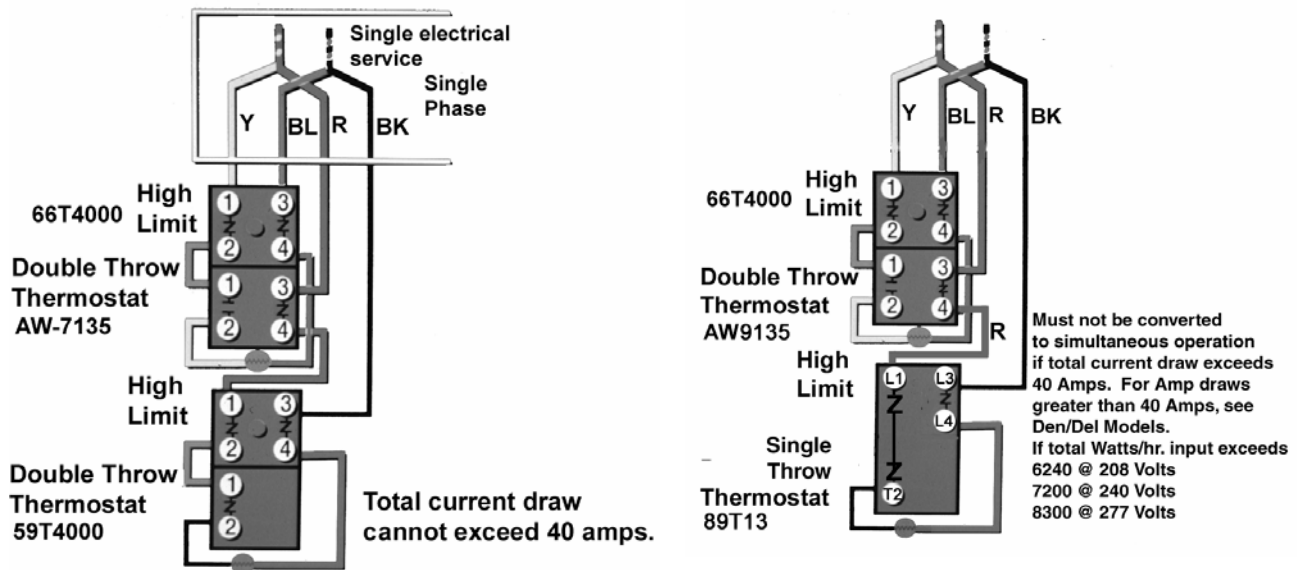 Single electrical
service
Single
Phase
Y
BL
R
BK
High
Limit
66T4000
1
3
2
4
Double Throw
Thermostat
AW-7135
1
3
2
4
High
Limit
1
3
2
4
Double Throw
Thermostat
59T4000
1
2
Total current draw
cannot exceed 40 amps.
Y
BL
R
BK
High
Limit
66T4000
1
3
2
4
Double Throw
Thermostat
AW9135
1
3
2
4
R
High
Limit
L1
L3
L4
Single
Throw
Thermostat
89T13
T2
Must not be converted
to simultaneous operation
if total current draw exceeds
40 Amps. For Amp draws
greater than 40 Amps, see
Den/Del Models.
If total Watts/hr. input exceeds
6240 @ 208 Volts
7200 @ 240 Volts
8300 @ 277 Volts